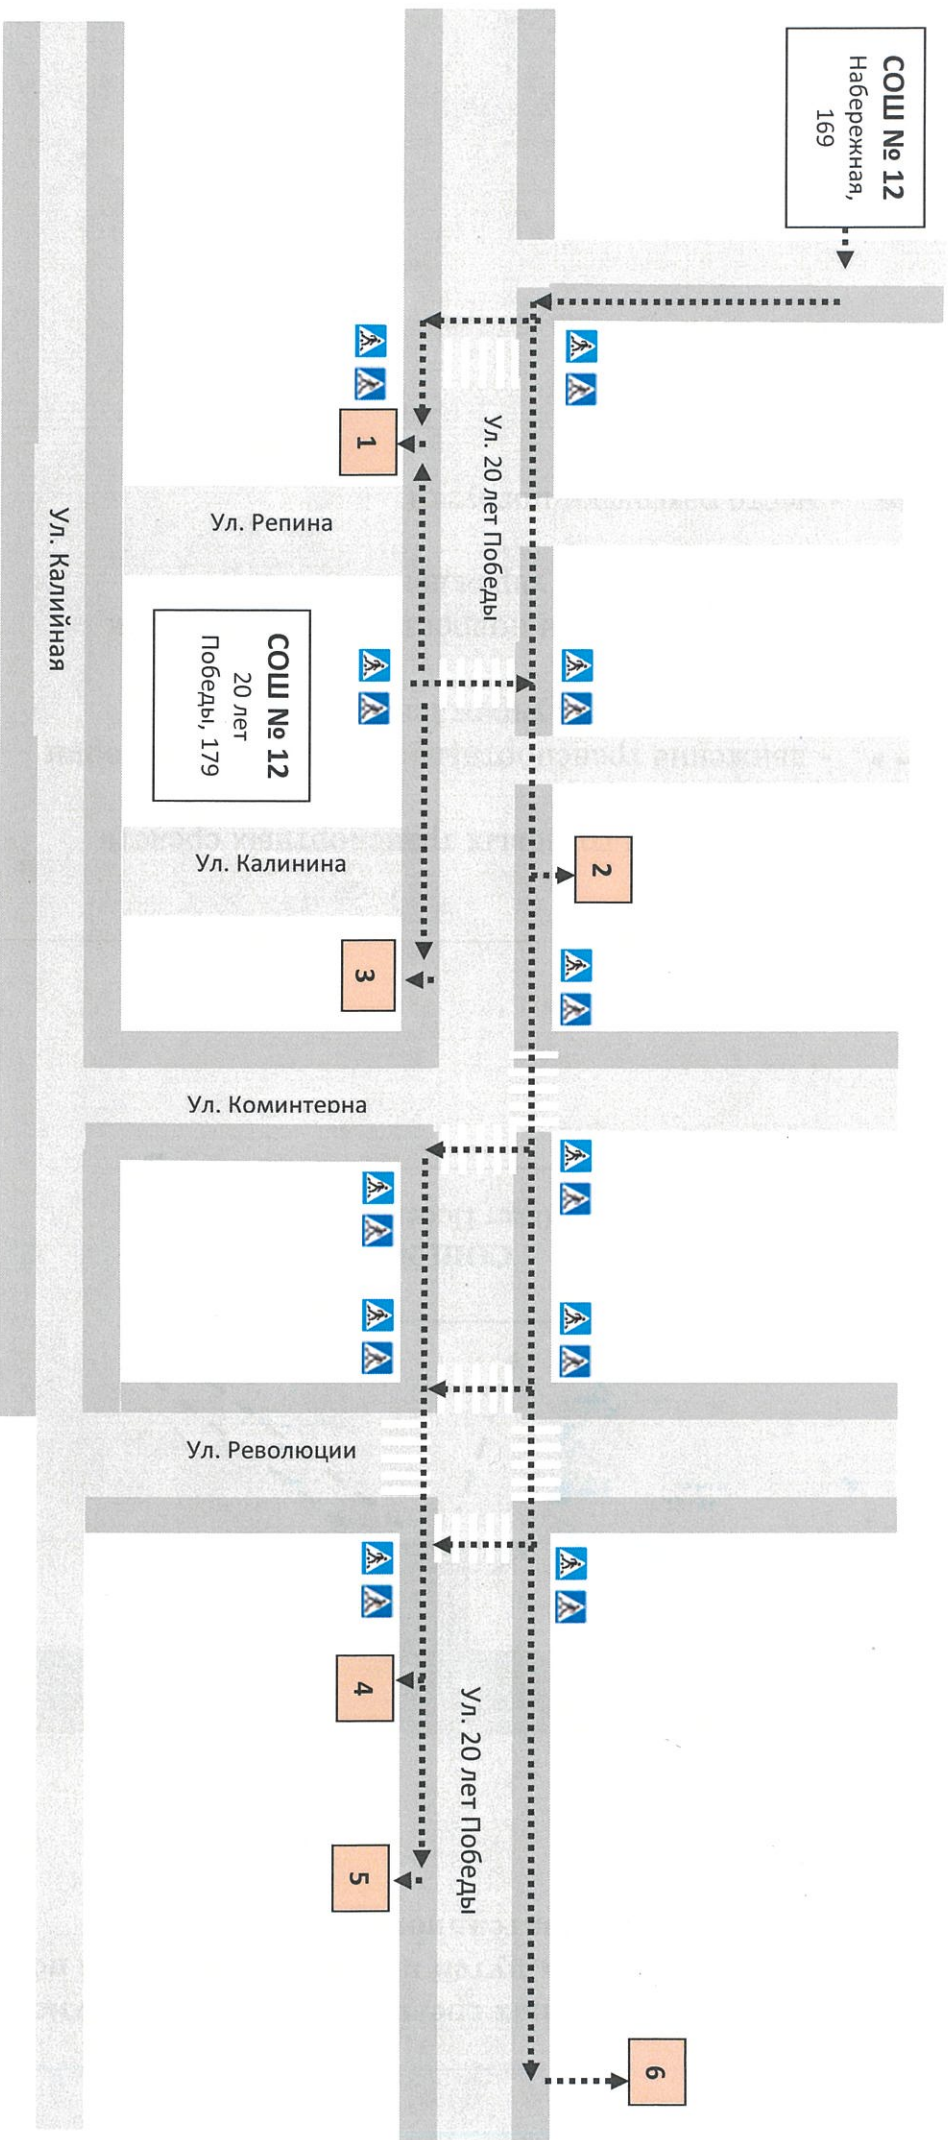 СОШ № 12
Набережная,
169
Ул. 20 лет Победы
1
Ул. Репина
Ул. Калийная
СОШ № 12
20 лет
Победы, 179
Ул. Калинина
2
3
Ул. Коминтерна
Ул. Революции
4
Ул. 20 лет Победы
5
6